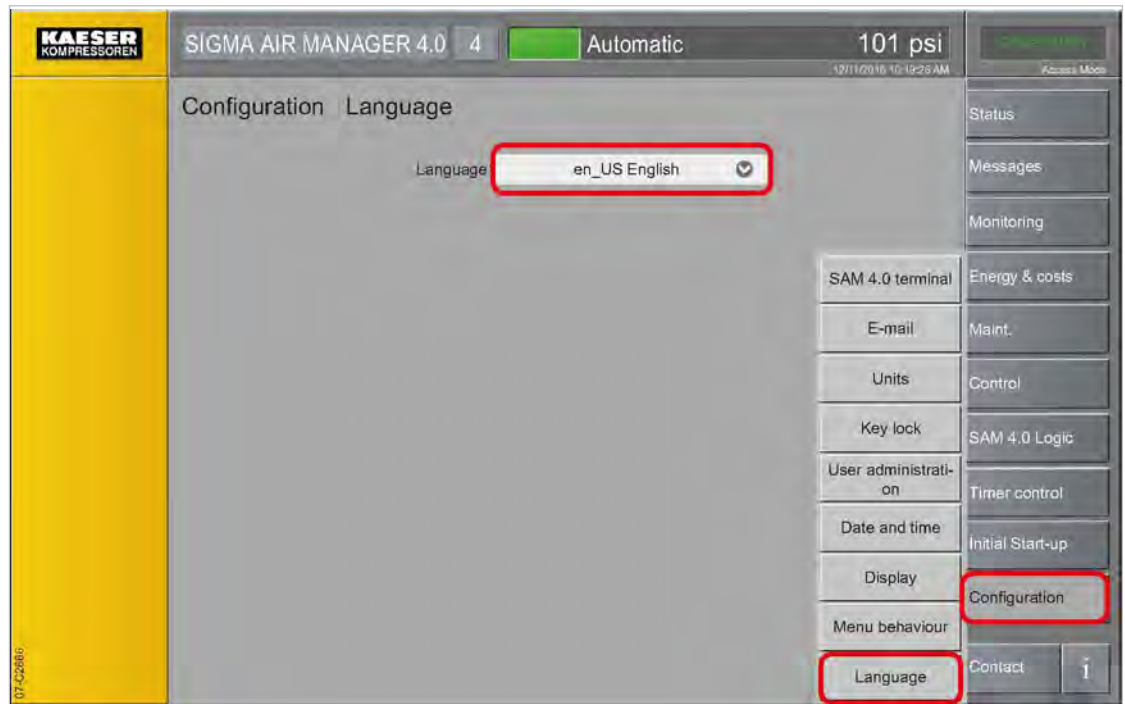 KAESER
KOMPRESSOREN
SIGMA AIR MANAGER 4.0 4 Automatic 101 psi
Access Mode
Configuration Language
Language en_US English
SAM 4.0 terminal
E-mail
Units
Key lock
User administrati-
on
Date and time
Display
Menu behaviour
Language
Status
Messages
Monitoring
Energy & costs
Maint.
Control
SAM 4.0 Logic
Timer control
Initial Start-up
Configuration
Contact i